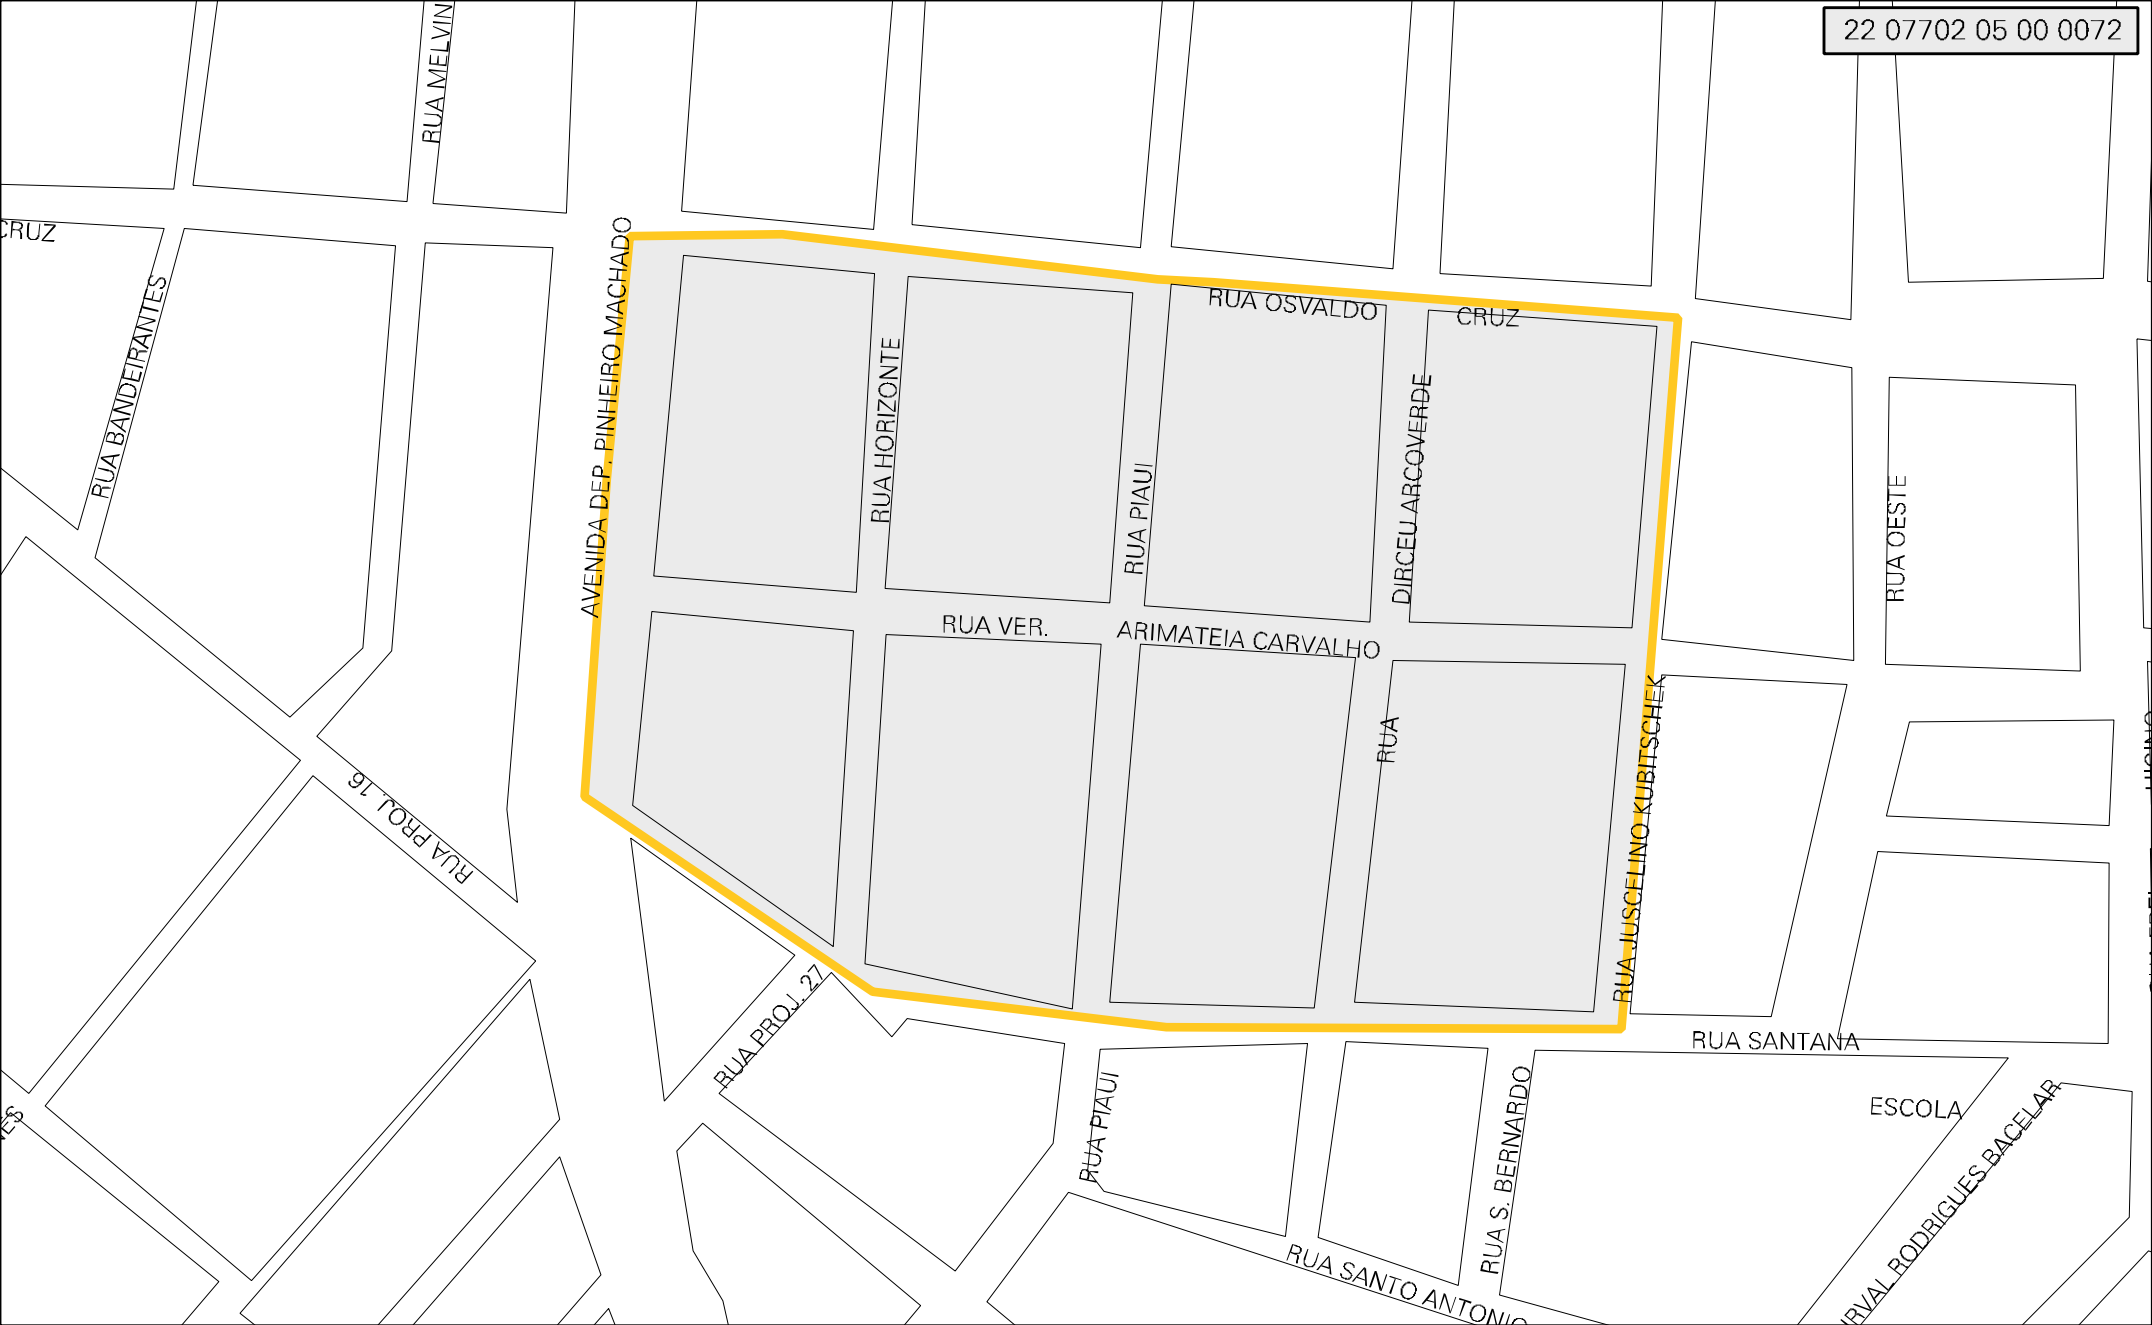 22 07702 05 00 0072
RUA MELVIN
CRUZ
AVENIDA DEP. PINHEIRO MACHADO
RUA BANDEIRANTES
RUA OSVALDO CRUZ
RUA HORIZONTE
RUA PIAUI
DIRCEU ARCOVERDE
RUA OESTE
RUA VER. ARIMATEIA CARVALHO
RUA
RUA JUSCELINO KUBITSCHEK
RUA PROJ. 16
RUA PROJ. 27
RUA SANTANA
RUA PIAUI
RUA S. BERNARDO
ESCOLA
RODRIGUES BACELAR
RUA SANTO ANTONIO